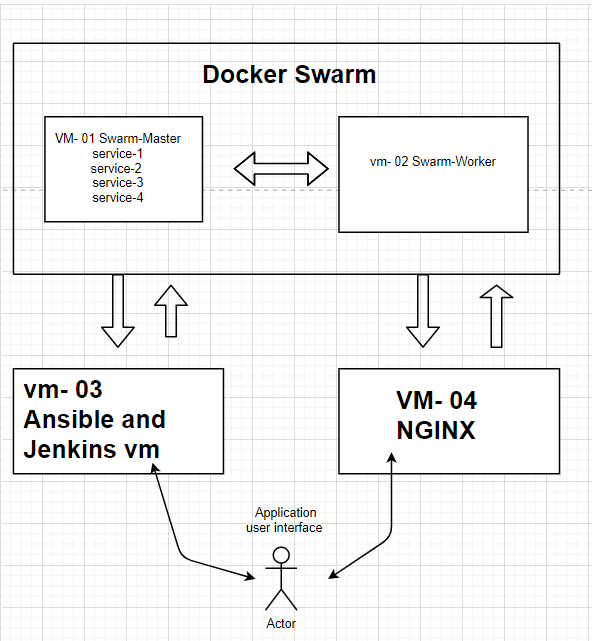 Docker Swarm
VM- 01 Swarm-Master
service-1
service-2
service-3
service-4
vm- 02 Swarm-Worker
vm- 03
Ansible and
Jenkins vm
VM- 04
NGINX
Application
user interface
Actor